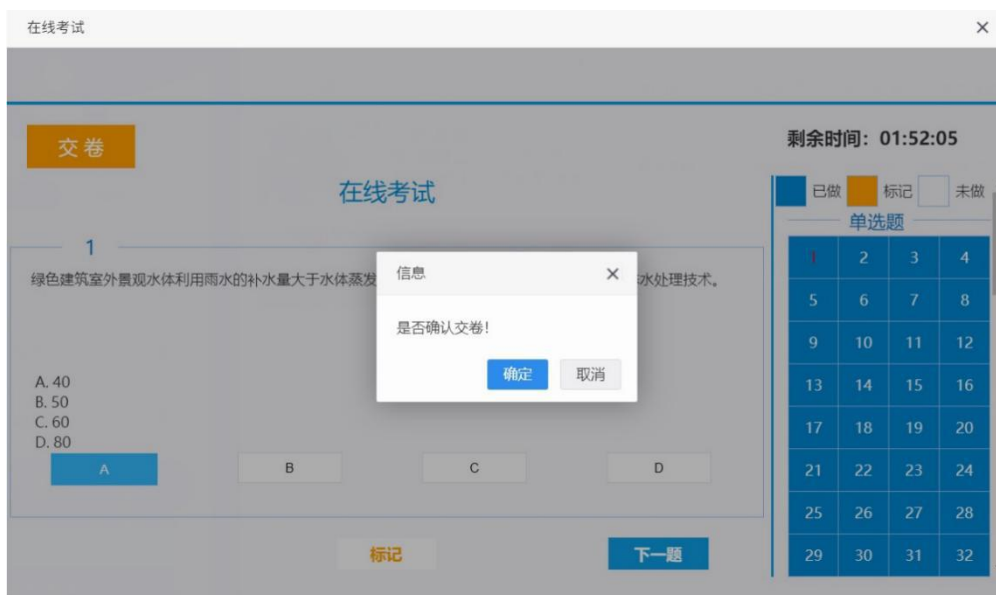 在线考试
×
交卷
剩余时间：01:52:05
在线考试
已做 标记 未做
单选题
1
绿色建筑室外景观水体利用雨水的补水量大于水体蒸发
水处理技术。
信息
×
是否确认交卷!
确定 取消
A. 40
B. 50
C. 60
D. 80
A B C D
标记 下一题
1 2 3 4
5 6 7 8
9 10 11 12
13 14 15 16
17 18 19 20
21 22 23 24
25 26 27 28
29 30 31 32